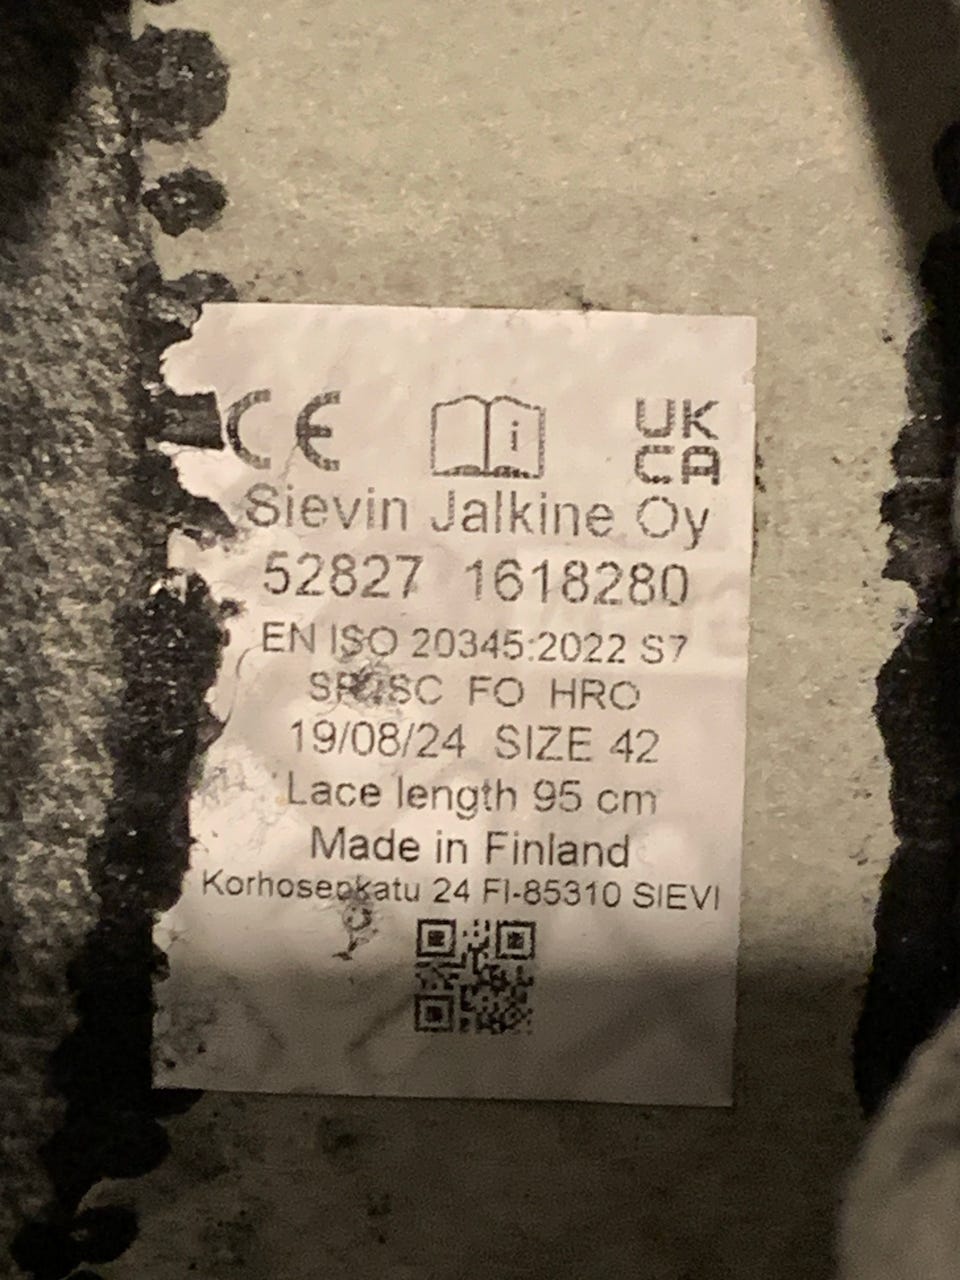 CE i UK
CA
Sievin Jalkine Oy
52827 1618280
EN ISO 20345:2022 S7
SC FO HRO
19/08/24 SIZE 42
Lace length 95 cm
Made in Finland
Korhosenkatu 24 FI-85310 SIEVI